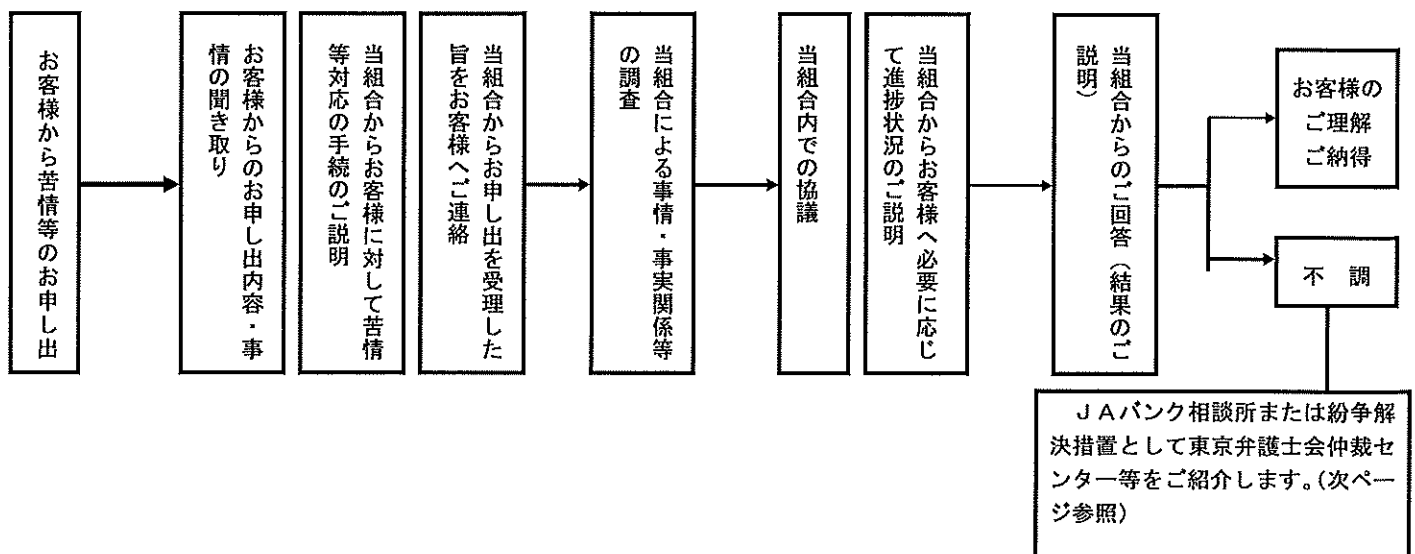 お客様から苦情等のお申し出
お客様からのお申し出内容・事
情の聞き取り
当組合からお客様に対して苦情
等対応の手続のご説明
当組合からお申し出を受理した
旨をお客様へご連絡
当組合による事情・事実関係等
の調査
当組合内での協議
当組合からお客様へ必要に応じ
て進捗状況のご説明
当組合からのご回答（結果のご
説明）
お客様の
ご理解
ご納得
不　調
ＪＡバンク相談所または紛争解
決措置として東京弁護士会仲裁セ
ンター等をご紹介します。（次ペー
ジ参照）